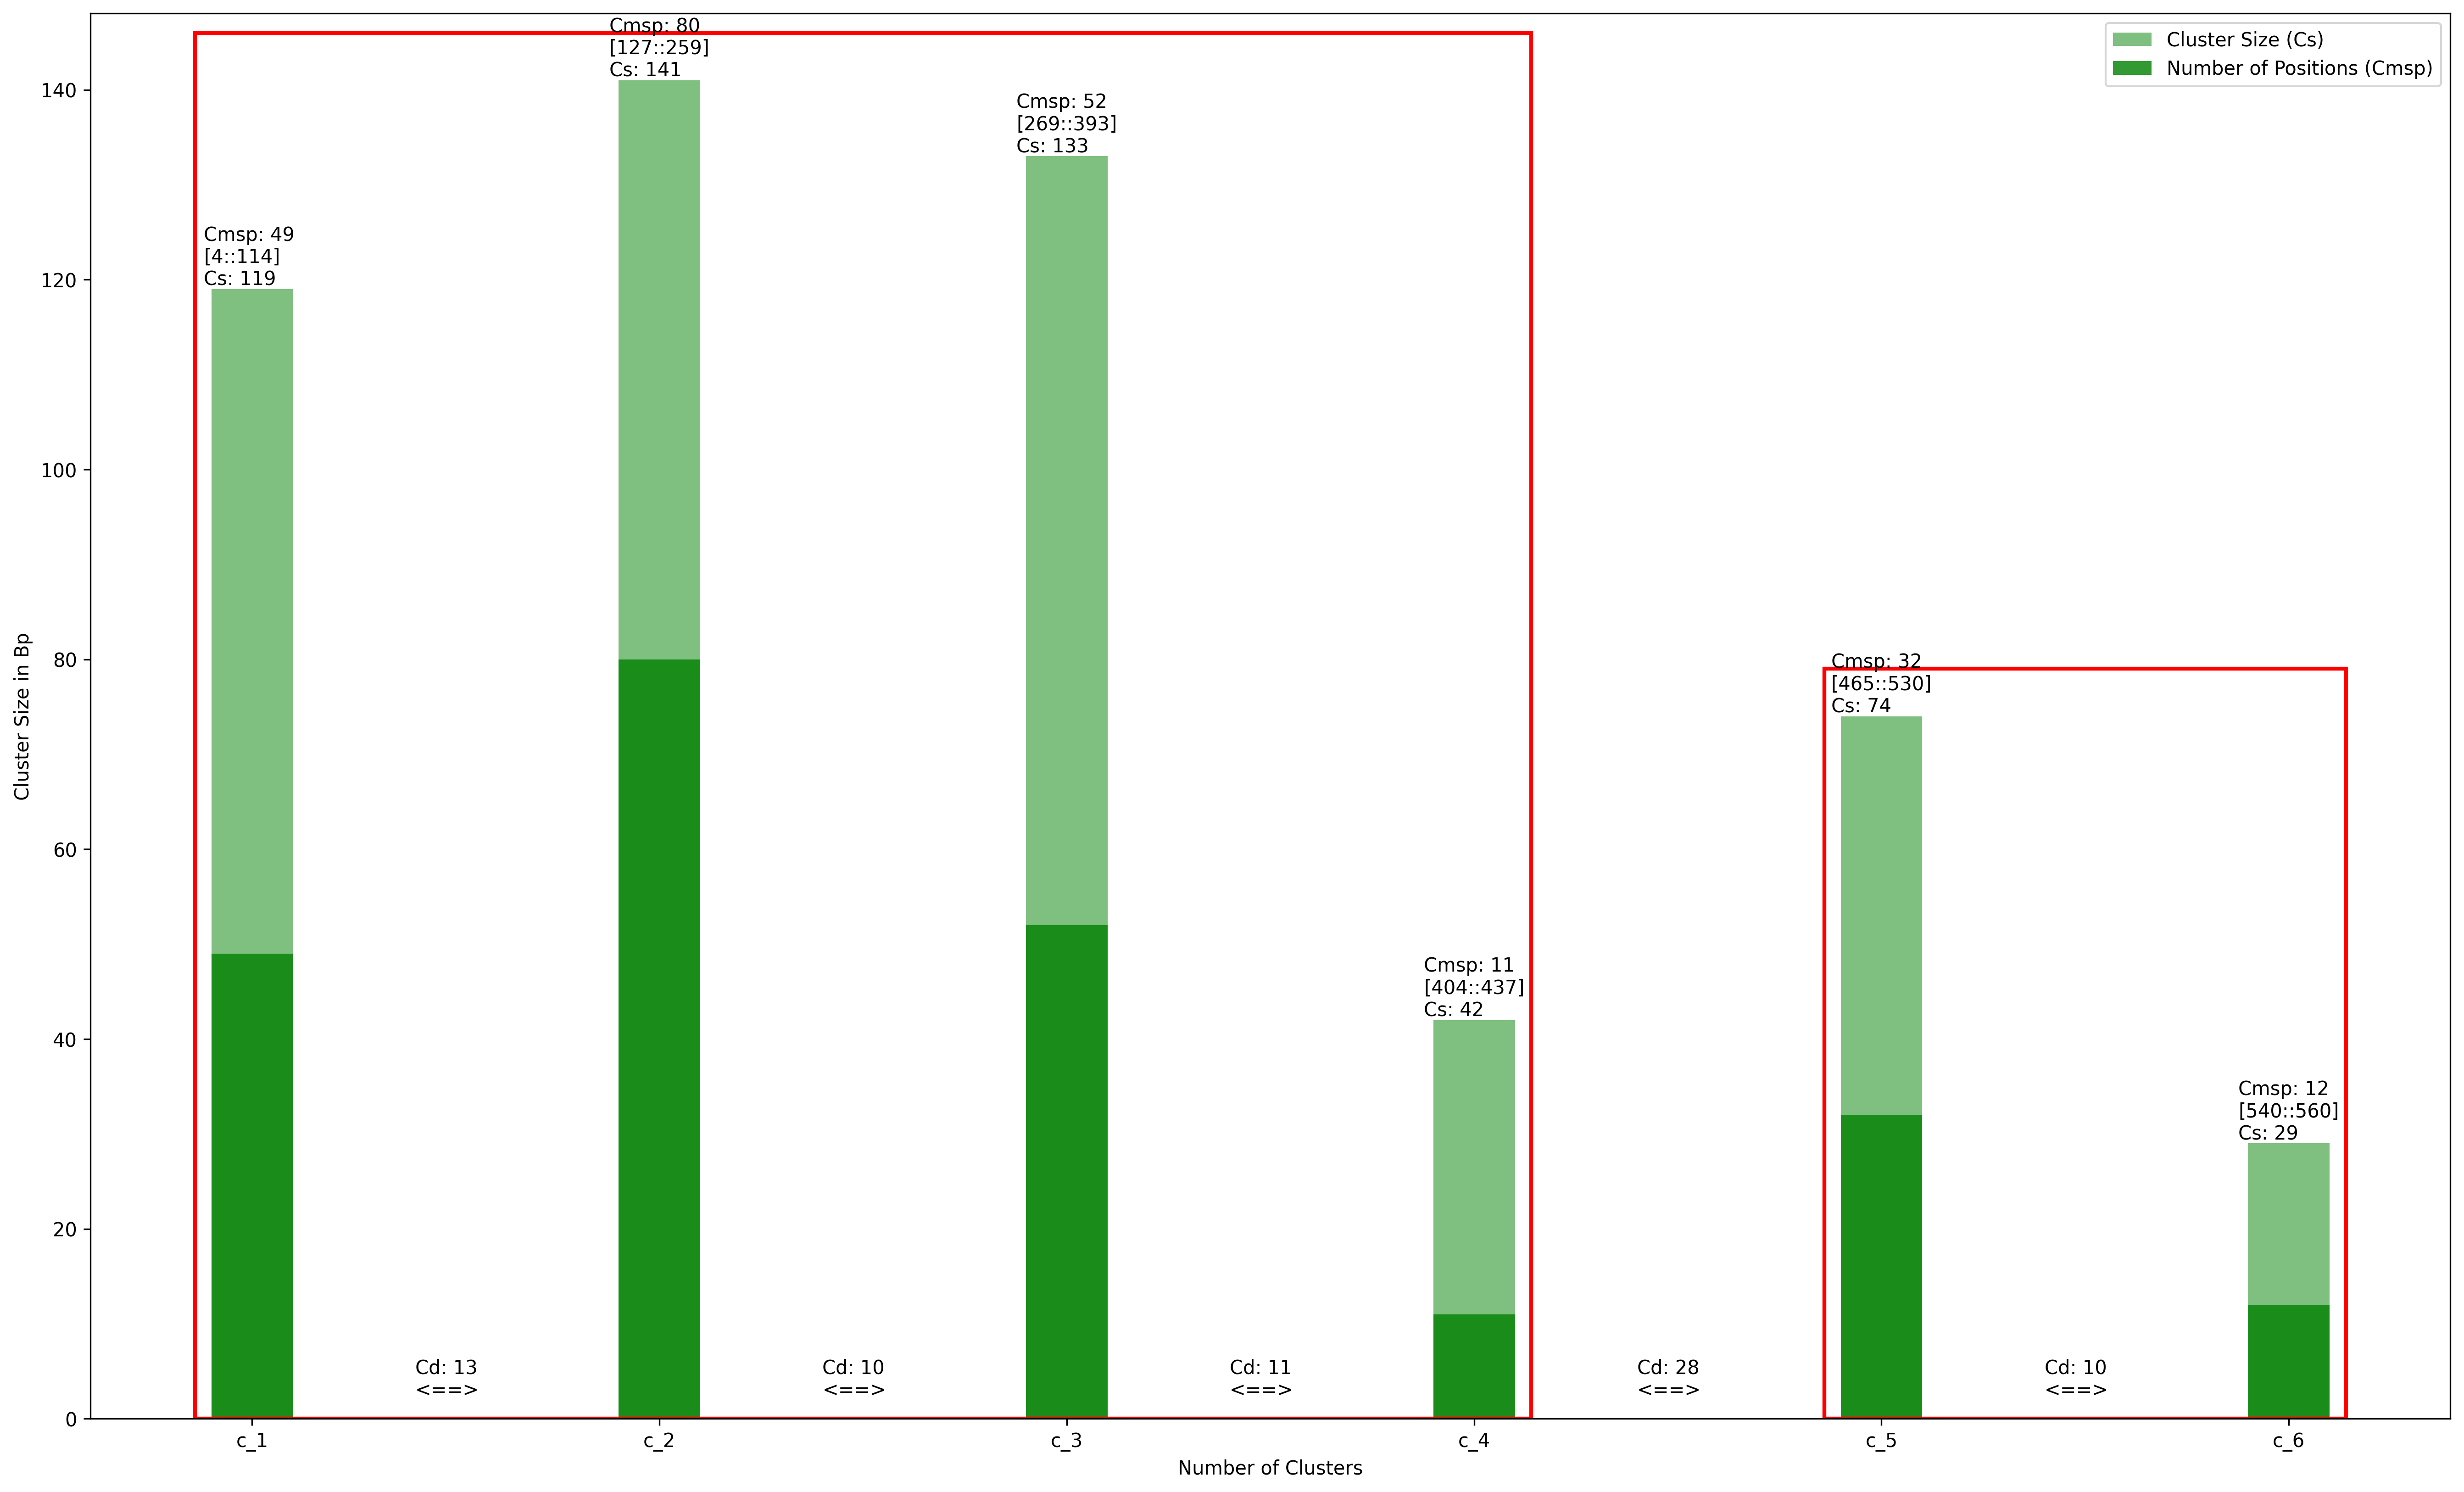 Cluster Size (Cs)
Number of Positions (Cmsp)
Cluster Size in Bp
140
120
100
80
60
40
20
0
Cmsp: 49
[4::114]
Cs: 119
Cmsp: 80
[127::259]
Cs: 141
Cmsp: 52
[269::393]
Cs: 133
Cmsp: 11
[404::437]
Cs: 42
Cmsp: 32
[465::530]
Cs: 74
Cmsp: 12
[540::560]
Cs: 29
Cd: 13
<==>
Cd: 10
<==>
Cd: 11
<==>
Cd: 28
<==>
Cd: 10
<==>
c_1
c_2
c_3
c_4
c_5
c_6
Number of Clusters